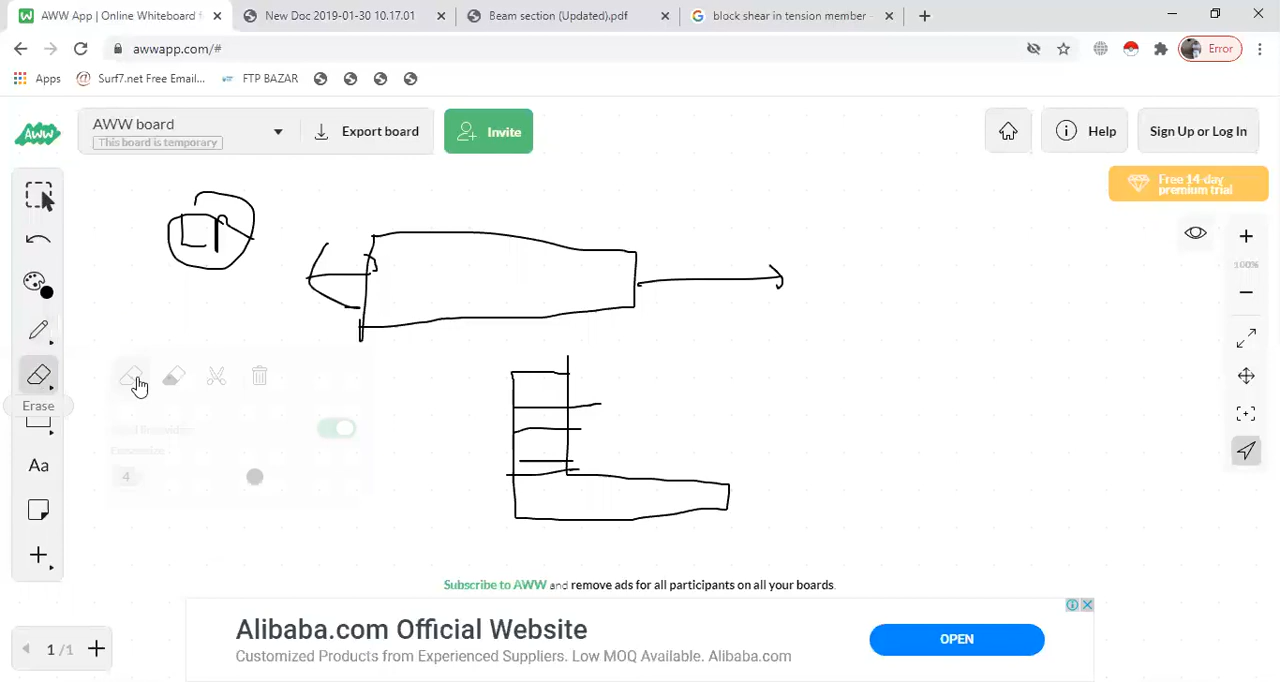 AWW App | Online Whiteboard f
New Doc 2019-01-30 10.17.01
Beam section (Updated).pdf
block shear in tension member -
awwapp.com/#
Error
Apps
Surf7.net Free Email...
FTP BAZAR
AWW
AWW board
This board is temporary
Export board
Invite
Help
Sign Up or Log In
Free 14-day
premium trial
100%
Erase
4
Aa
Subscribe to AWW and remove ads for all participants on all your boards.
Alibaba.com Official Website
Customized Products from Experienced Suppliers. Low MOQ Available. Alibaba.com
OPEN
1 / 1